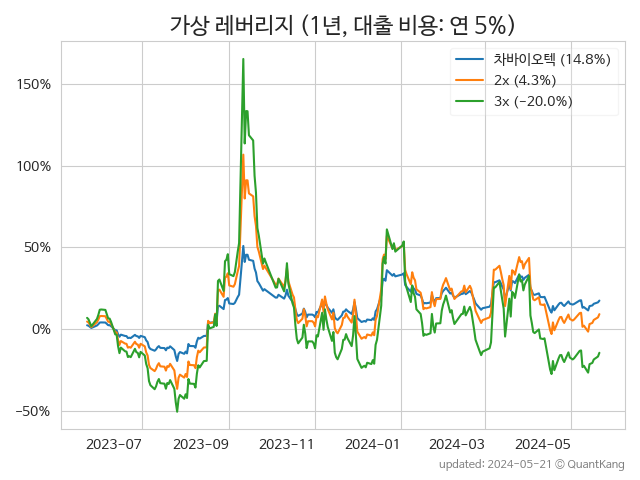 가상 레버리지 (1년, 대출 비용: 연 5%)
차바이오텍 (14.8%)
2x (4.3%)
3x (-20.0%)
150%
100%
50%
0%
-50%
2023-07 2023-09 2023-11 2024-01 2024-03 2024-05
updated: 2024-05-21 © QuantKang